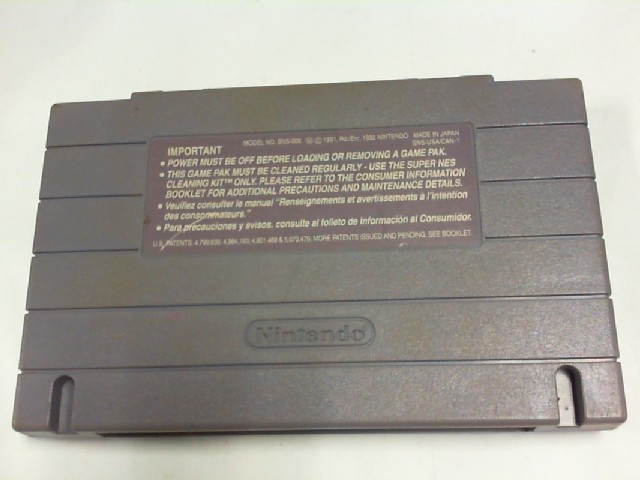 IMPORTANT
MODEL NO. SNS-006 © 1991, Rd./Enr. 1992 NINTENDO MADE IN JAPAN
SNS-USA/CAN-1
• POWER MUST BE OFF BEFORE LOADING OR REMOVING A GAME PAK.
• THIS GAME PAK MUST BE CLEANED REGULARLY - USE THE SUPER NES
CLEANING KIT™ ONLY. PLEASE REFER TO THE CONSUMER INFORMATION
BOOKLET FOR ADDITIONAL PRECAUTIONS AND MAINTENANCE DETAILS.
• Veuillez consulter le manual "Renseignements et avertissements à l'intention
des consommateurs."
• Para precauciones y avisos, consulte el folleto de Información al Consumidor.
U.S. PATENTS, MORE PATENTS ISSUED AND PENDING, SEE BOOKLET.
Nintendo